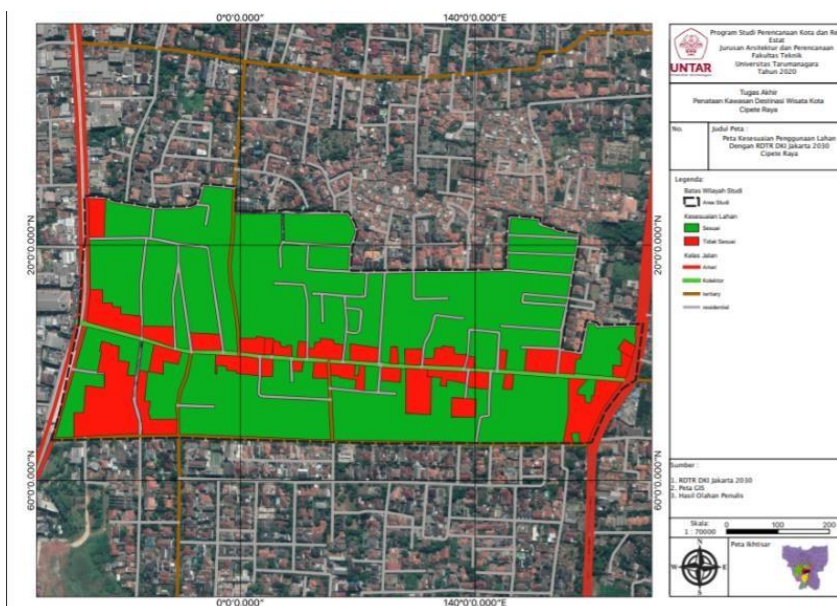 0°0'0.000"
140°0'0.000"
20°0'0.000"N
60°0'0.000"N
20°0'0.000"N
60°0'0.000"N
0°0'0.000"
140°0'0.000"
UNTAR
Program Studi Perencanaan Kota dan Re
Estat
Jurusan Arsitektur dan Perencanaan
Fakultas Teknik
Universitas Tarumanagara
Tahun 2020
Tugas Akhir
Penataan Kawasan Destinasi Wisata Kota
Cipete Raya
No.
Judul Peta :
Peta Kesesuaian Penggunaan Lahan
Dengan RDTR DKI Jakarta 2030
Cipete Raya
Legenda:
Batas Wilayah Studi
Area Studi
Kesesuaian Lahan
Sesuai
Tidak Sesuai
Kelas Jalan
Arteri
Kolektor
tertiary
residential
Sumber :
1. RDTR DKI Jakarta 2030
2. Peta GIS
3. Hasil Olahan Penulis
Skala:
1 : 70000
0 100 200
N
W E
S
Peta Ikhtisar